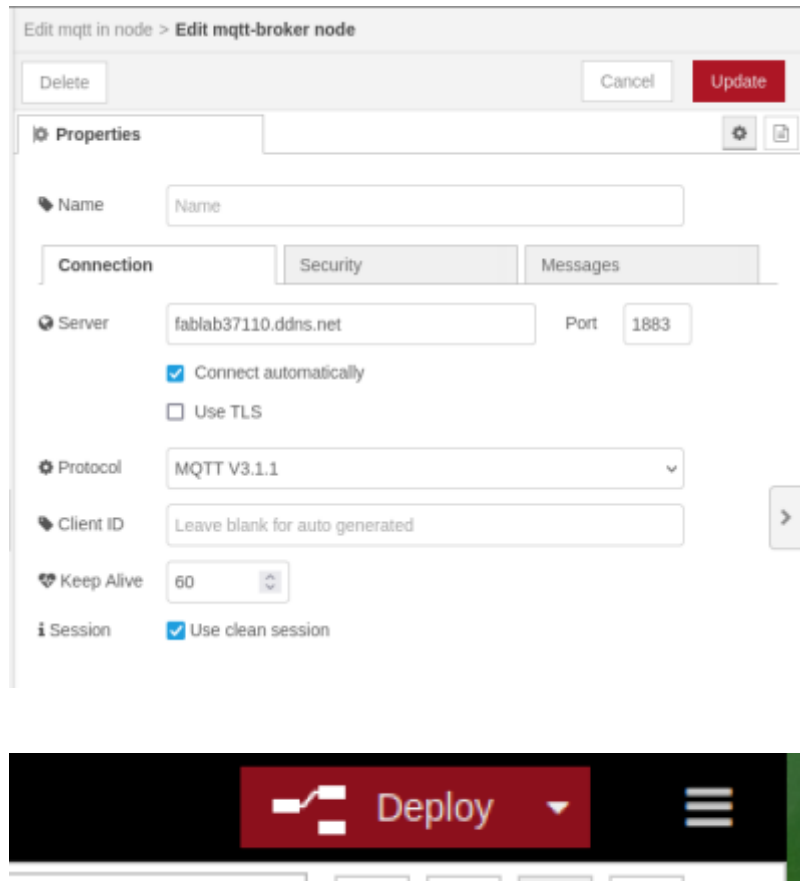 Edit mqtt in node > Edit mqtt-broker node
Delete Cancel Update
Properties
Name Name
Connection Security Messages
Server fablab37110.ddns.net Port 1883
Connect automatically
Use TLS
Protocol MQTT V3.1.1
Client ID Leave blank for auto generated
Keep Alive 60
Session Use clean session
Deploy